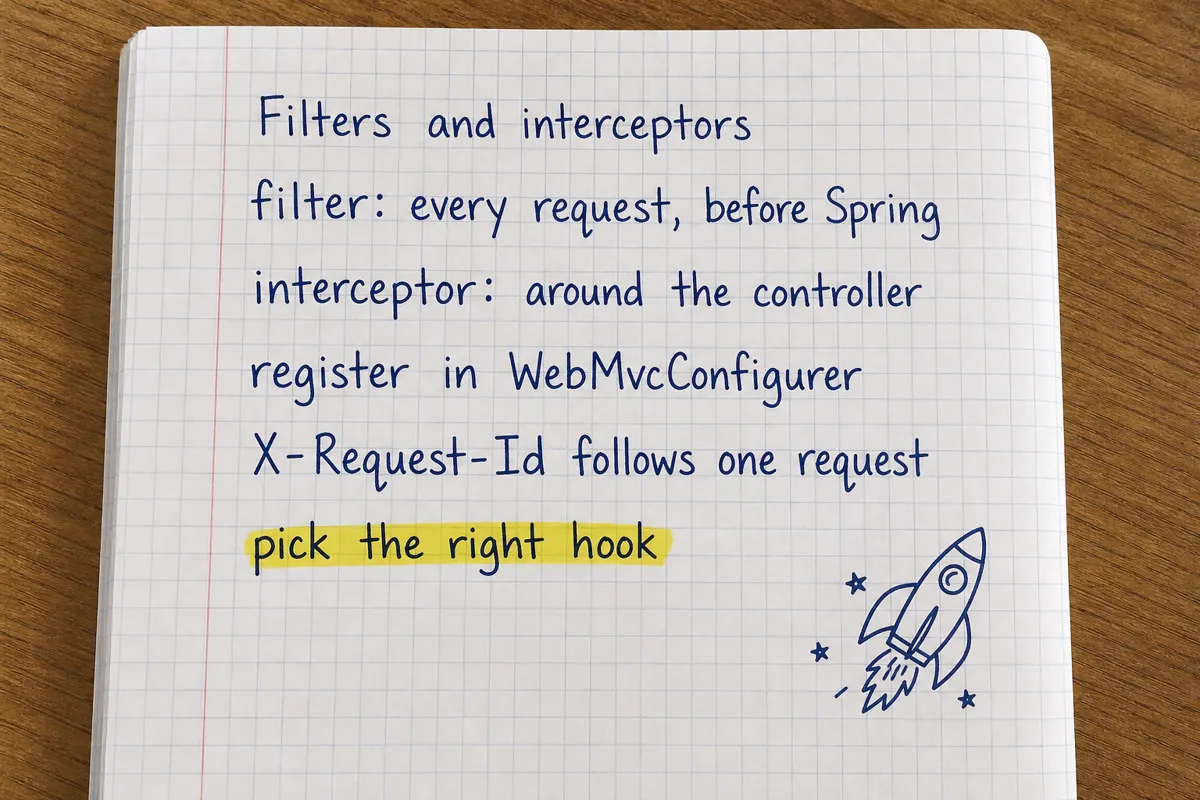 Filters and interceptors
filter: every request, before Spring
interceptor: around the controller
register in WebMvcConfigurer
X-Request-Id follows one request
pick the right hook